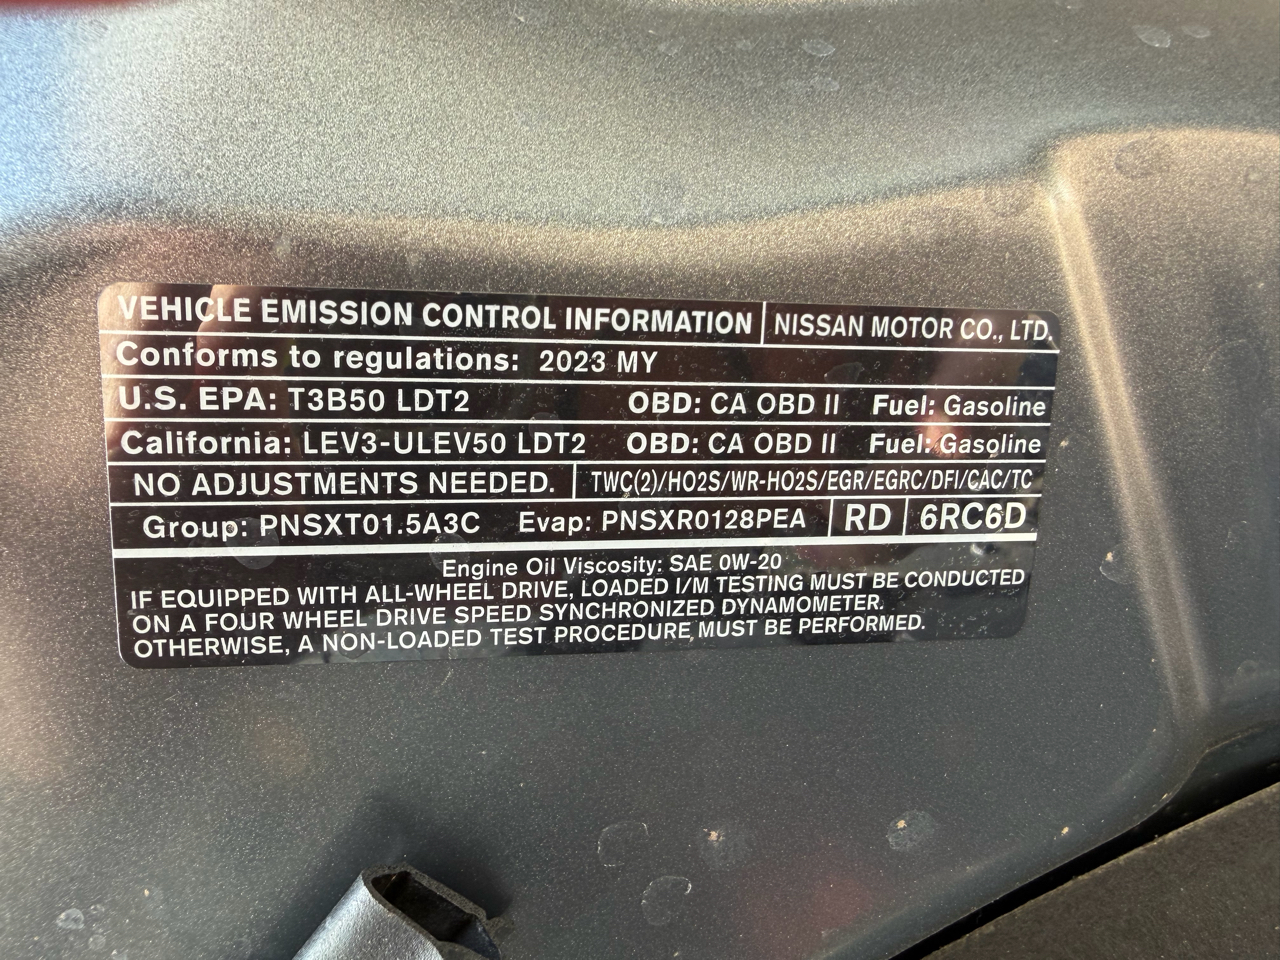 VEHICLE EMISSION CONTROL INFORMATION NISSAN MOTOR CO., LTD.
Conforms to regulations: 2023 MY
U.S. EPA: T3B50 LDT2 OBD: CA OBD II Fuel: Gasoline
California: LEV3-ULEV50 LDT2 OBD: CA OBD II Fuel: Gasoline
NO ADJUSTMENTS NEEDED. TWC(2)/HO2S/WR-HO2S/EGR/EGRC/DFI/CAC/TC
Group: PNSXT01.5A3C Evap: PNSXR0128PEA RD 6RC6D
Engine Oil Viscosity: SAE 0W-20
IF EQUIPPED WITH ALL-WHEEL DRIVE, LOADED I/M TESTING MUST BE CONDUCTED
ON A FOUR WHEEL DRIVE SPEED SYNCHRONIZED DYNAMOMETER.
OTHERWISE, A NON-LOADED TEST PROCEDURE MUST BE PERFORMED.